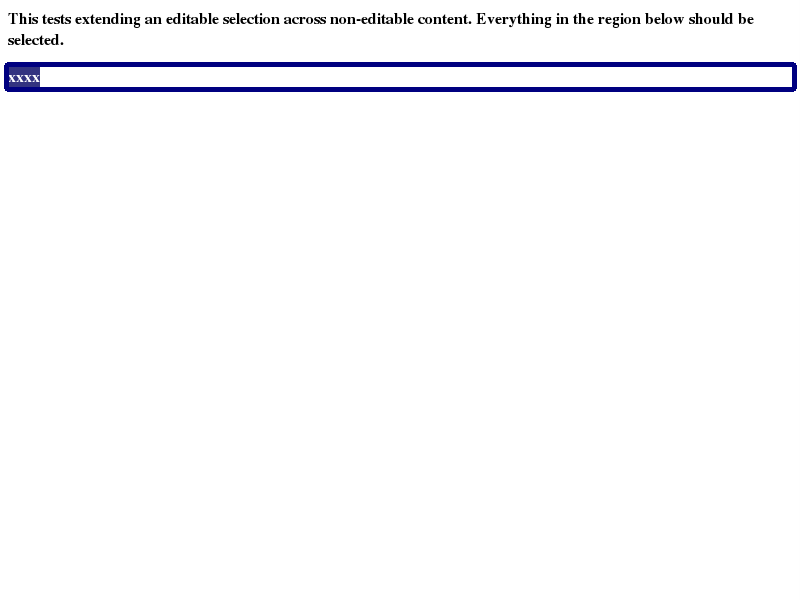 This tests extending an editable selection across non-editable content. Everything in the region below should be
selected.
xxxx